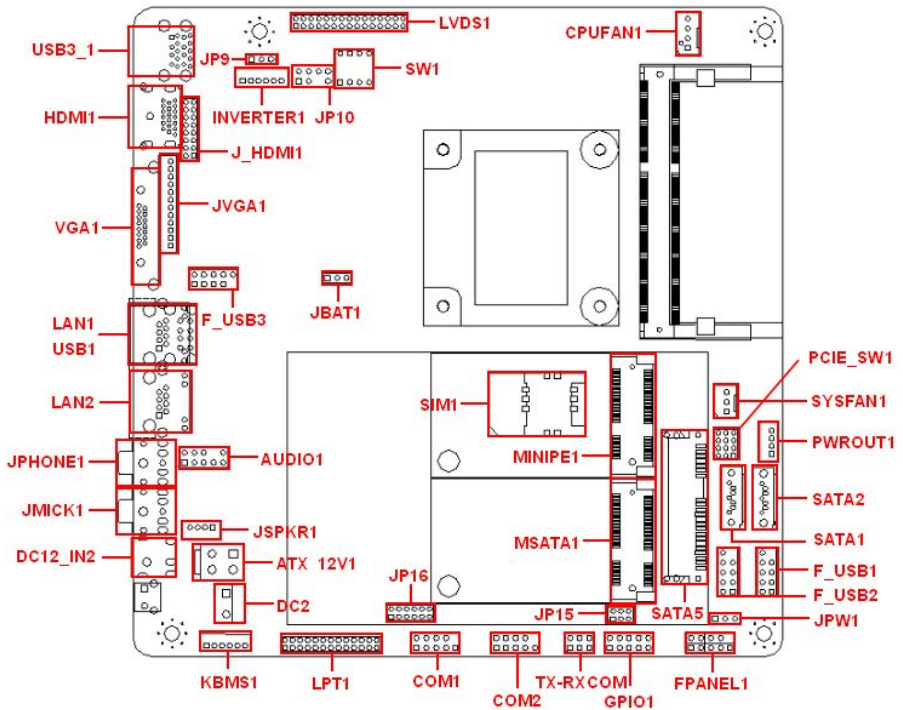 LVDS1
CPUFAN1
USB3_1
JP9
SW1
HDMI1
INVERTER1
JP10
J_HDMI1
JVGA1
VGA1
F_USB3
JBAT1
LAN1
USB1
PCIE_SW1
LAN2
SIM1
SYSFAN1
JPHONE1
AUDIO1
MINIPE1
PWROUT1
JMICK1
JSPKR1
MSATA1
SATA2
SATA1
DC12_IN2
ATX 12V1
JP16
F_USB1
DC2
JP15
SATA5
F_USB2
JPW1
KBMS1
LPT1
COM1
COM2
TX-RXCOM
GPIO1
FPANEL1